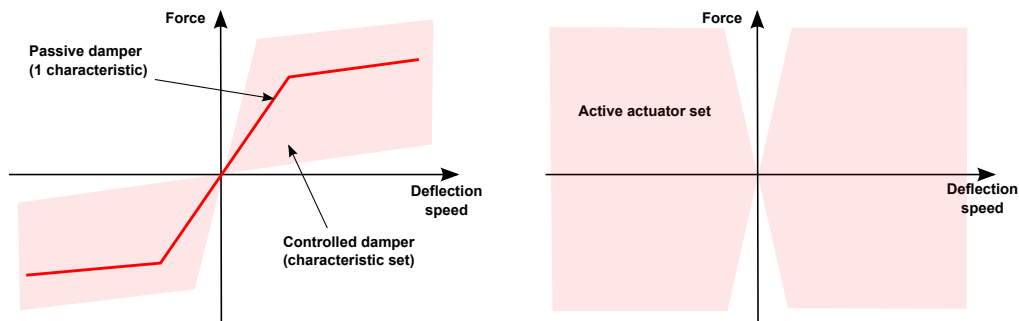 Force
Passive damper
(1 characteristic)
Deflection
speed
Controlled damper
(characteristic set)
Force
Active actuator set
Deflection
speed